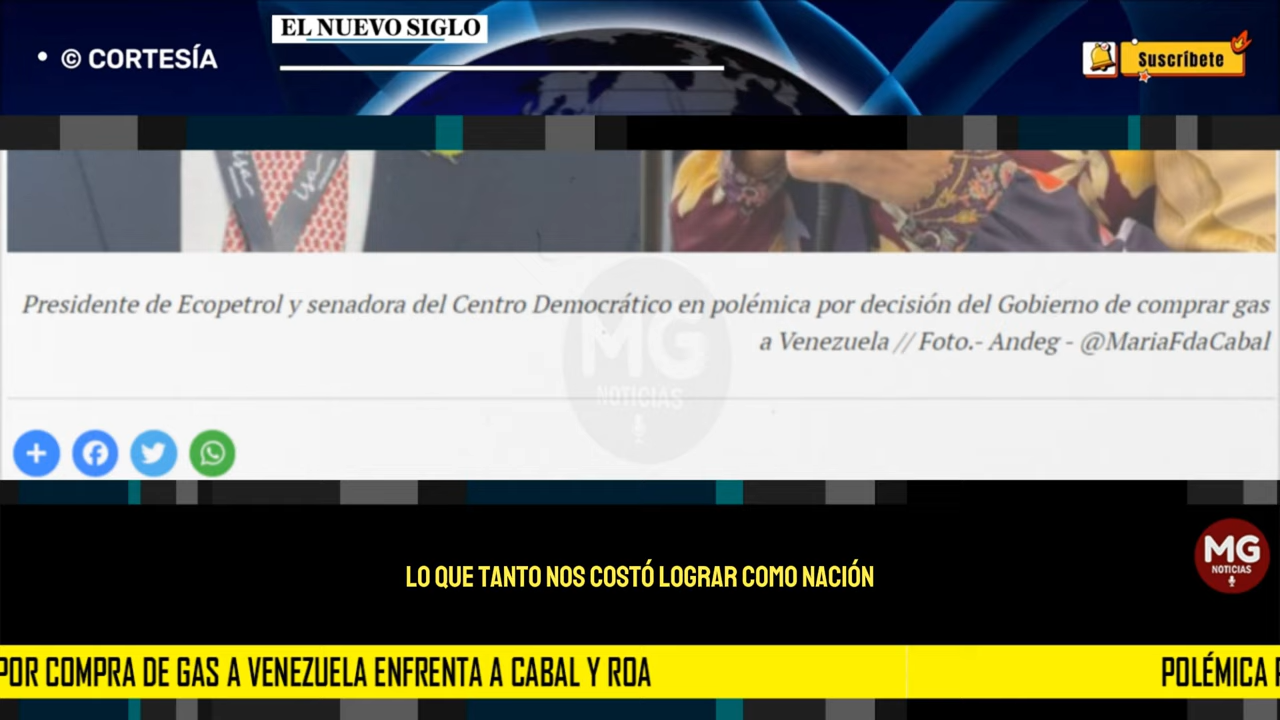 EL NUEVO SIGLO
• © CORTESÍA
Suscríbete
Presidente de Ecopetrol y senadora del Centro Democrático en polémica por decisión del Gobierno de comprar gas
a Venezuela // Foto.- Andeg - @MariaFdaCabal
MG
NOTICIAS
LO QUE TANTO NOS COSTÓ LOGRAR COMO NACIÓN
MG
NOTICIAS
POR COMPRA DE GAS A VENEZUELA ENFRENTA A CABAL Y ROA
POLÉMICA